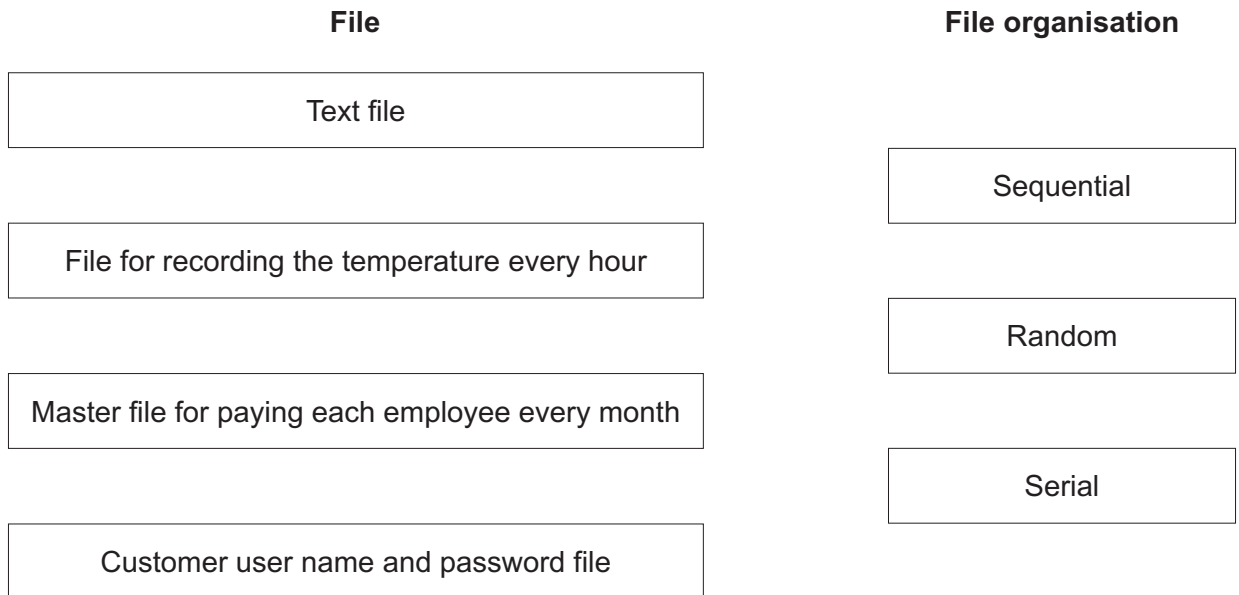 File
File organisation
Text file
Sequential
File for recording the temperature every hour
Random
Master file for paying each employee every month
Serial
Customer user name and password file